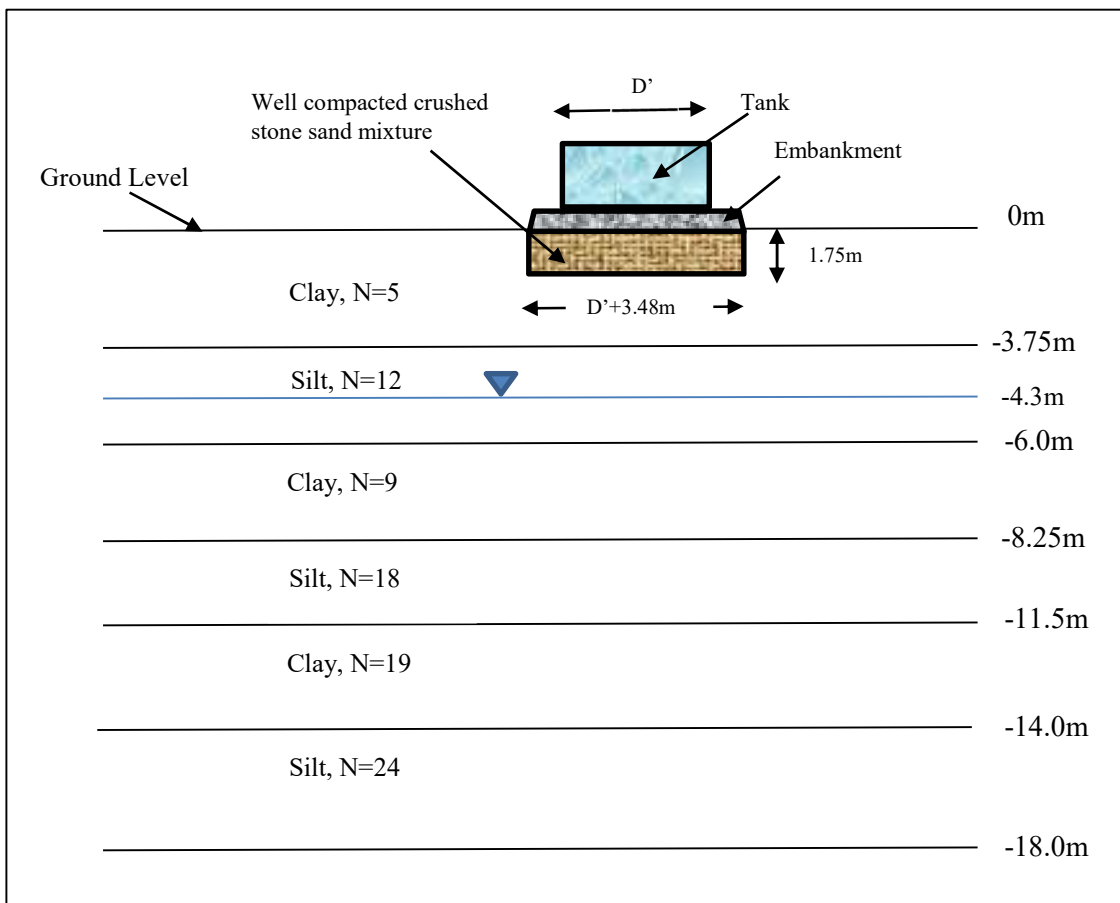 D’
Well compacted crushed
stone sand mixture
Tank
Embankment
Ground Level
0m
1.75m
Clay, N=5
D’+3.48m
-3.75m
Silt, N=12
-4.3m
-6.0m
Clay, N=9
-8.25m
Silt, N=18
-11.5m
Clay, N=19
-14.0m
Silt, N=24
-18.0m